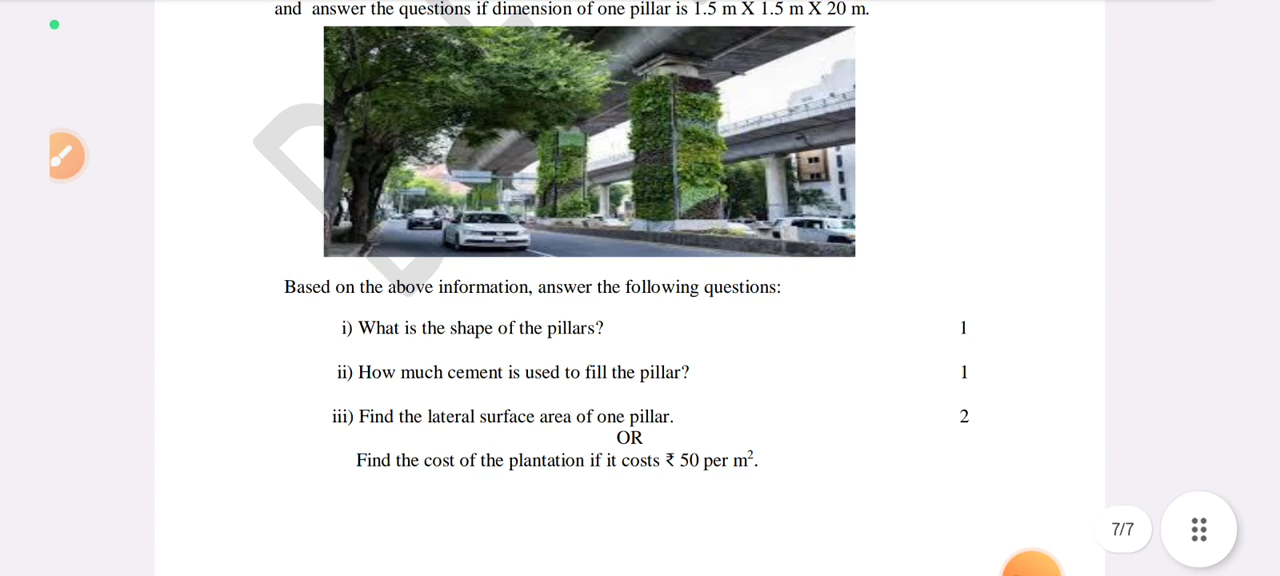 and answer the questions if dimension of one pillar is 1.5 m X 1.5 m X 20 m.
Based on the above information, answer the following questions:
i) What is the shape of the pillars? 1
ii) How much cement is used to fill the pillar? 1
iii) Find the lateral surface area of one pillar. 2
OR
Find the cost of the plantation if it costs ₹ 50 per m².
7/7